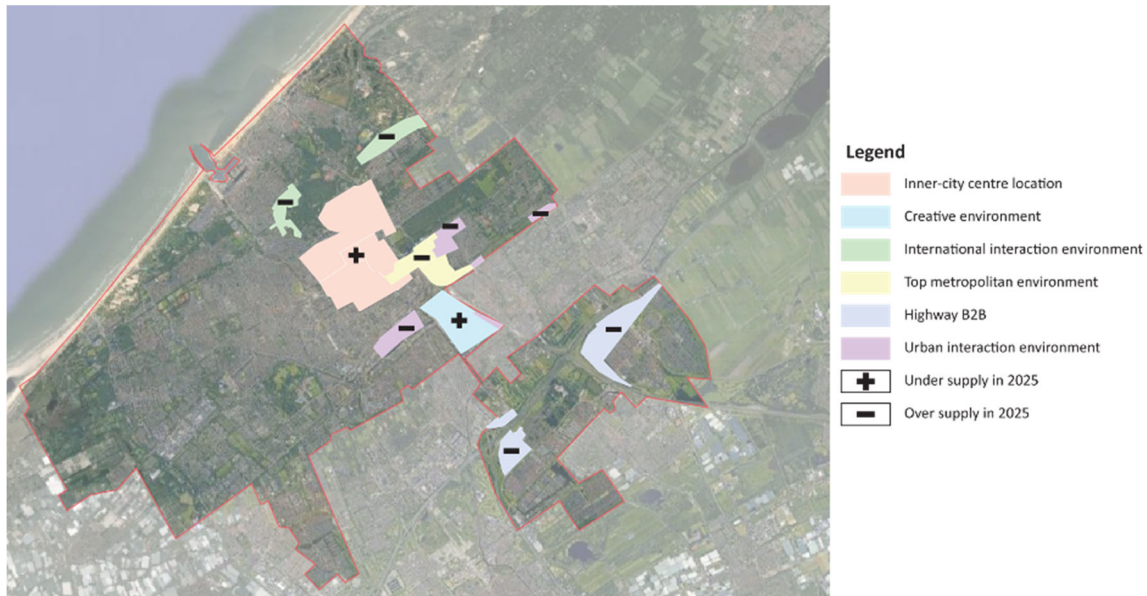 Legend
Inner-city centre location
Creative environment
International interaction environment
Top metropolitan environment
Highway B2B
Urban interaction environment
Under supply in 2025
Over supply in 2025